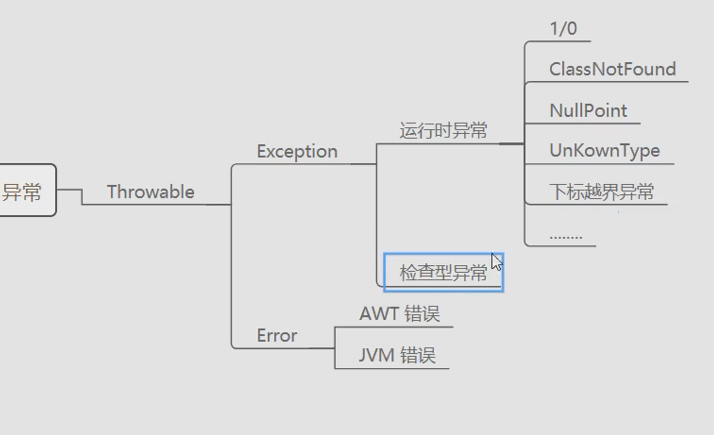 异常
Throwable
Exception
运行时异常
1/0
ClassNotFound
NullPoint
UnKownType
下标越界异常
........
检查型异常
Error
AWT 错误
JVM 错误